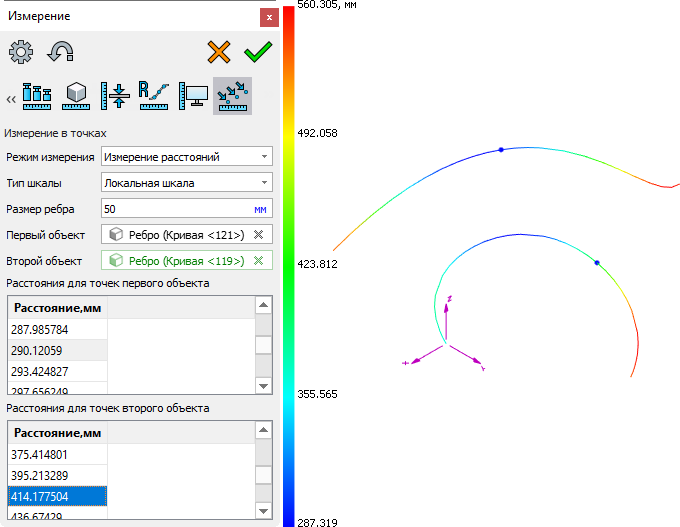 Измерение
x
«
R
Измерение в точках
Режим измерения
Измерение расстояний
Тип шкалы
Локальная шкала
Размер ребра
50
мм
Первый объект
Ребро (Кривая <121>)
Второй объект
Ребро (Кривая <119>)
Расстояния для точек первого объекта
Расстояние,мм
287.985784
290.12059
293.424827
297.656249
Расстояния для точек второго объекта
Расстояние,мм
375.414801
395.213289
414.177504
436.67429
560.305, мм
492.058
423.812
355.565
287.319
Z
Y